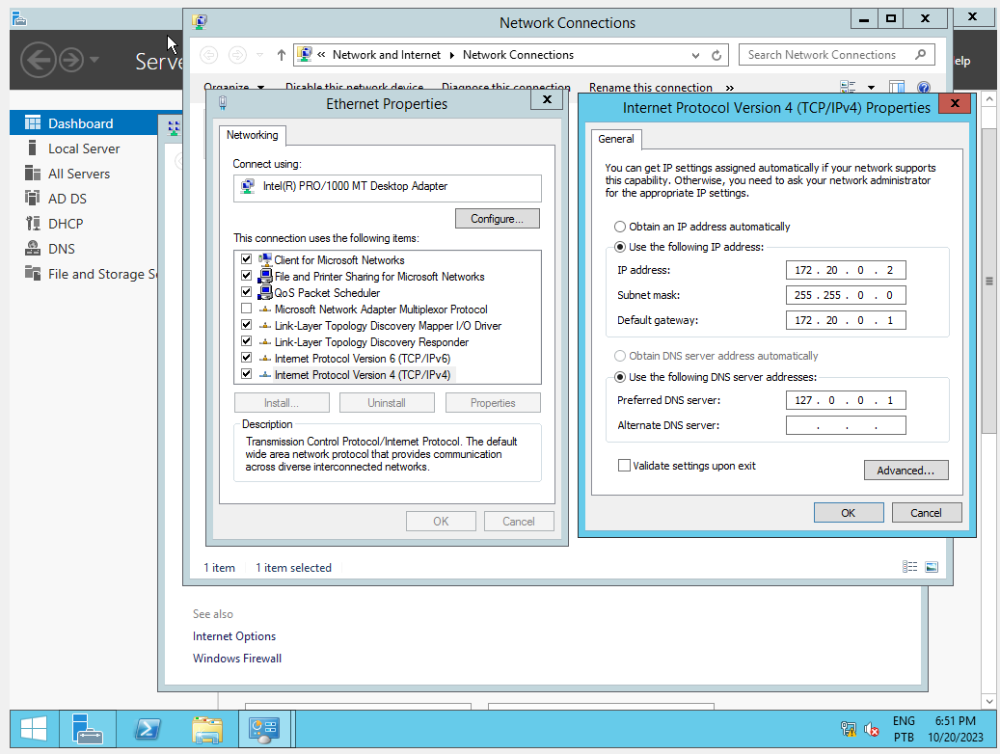 Network Connections
Serve
elp
« Network and Internet Network Connections
Search Network Connections
Organize Disable this network device Diagnose this connection Rename this connection »
Dashboard
Local Server
All Servers
AD DS
DHCP
DNS
File and Storage S
Ethernet Properties
Networking
Connect using:
Intel(R) PRO/1000 MT Desktop Adapter
Configure...
This connection uses the following items:
Client for Microsoft Networks
File and Printer Sharing for Microsoft Networks
QoS Packet Scheduler
Microsoft Network Adapter Multiplexor Protocol
Link-Layer Topology Discovery Mapper I/O Driver
Link-Layer Topology Discovery Responder
Internet Protocol Version 6 (TCP/IPv6)
Internet Protocol Version 4 (TCP/IPv4)
Install... Uninstall Properties
Description
Transmission Control Protocol/Internet Protocol. The default
wide area network protocol that provides communication
across diverse interconnected networks.
OK Cancel
Internet Protocol Version 4 (TCP/IPv4) Properties
General
You can get IP settings assigned automatically if your network supports
this capability. Otherwise, you need to ask your network administrator
for the appropriate IP settings.
Obtain an IP address automatically
Use the following IP address:
IP address: 172 . 20 . 0 . 2
Subnet mask: 255 . 255 . 0 . 0
Default gateway: 172 . 20 . 0 . 1
Obtain DNS server address automatically
Use the following DNS server addresses:
Preferred DNS server: 127 . 0 . 0 . 1
Alternate DNS server: . . .
Validate settings upon exit
Advanced...
OK Cancel
1 item 1 item selected
See also
Internet Options
Windows Firewall
ENG 6:51 PM
PTB 10/20/2023